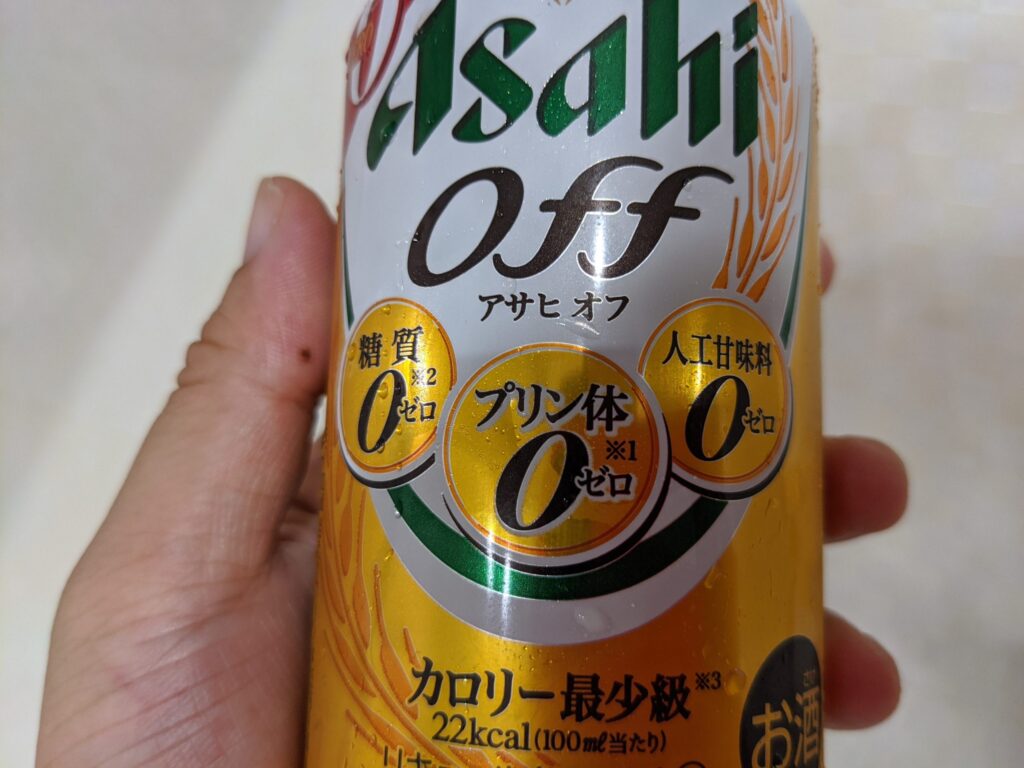 Asahi
Off
アサヒ オフ
糖質
0※2
ゼロ
プリン体
0※1
ゼロ
人工甘味料
0ゼロ
カロリー最少級※3
22kcal(100ml当たり)
お酒